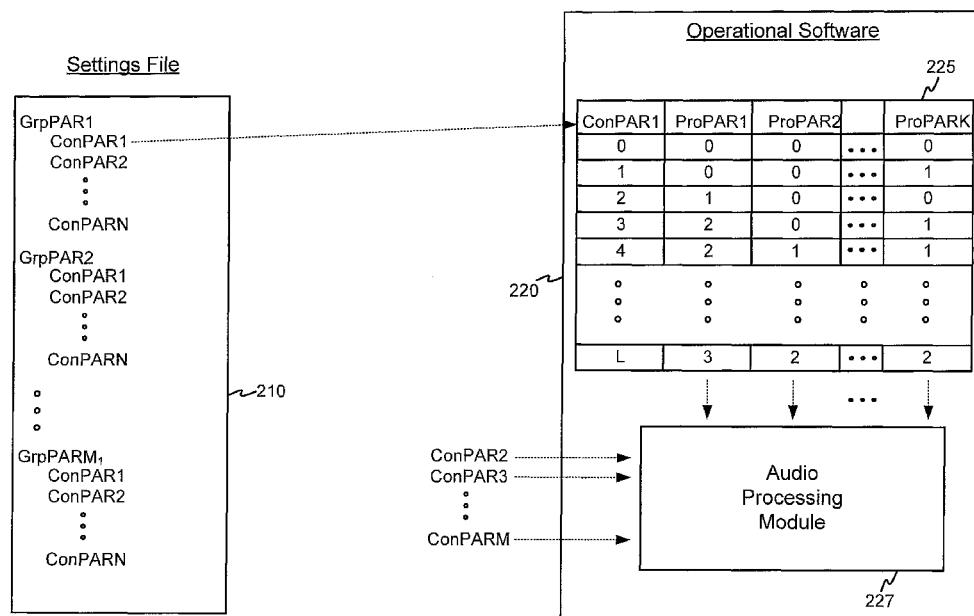 Settings File
GrpPAR1
ConPAR1
ConPAR2
ConPARN
GrpPAR2
ConPAR1
ConPAR2
ConPARN
GrpPARM₁
ConPAR1
ConPAR2
ConPARN
210
Operational Software
225
ConPAR1 ProPAR1 ProPAR2 ProPARK
0 0 0 ••• 0
1 0 0 ••• 1
2 1 0 ••• 0
3 2 0 ••• 1
4 2 1 ••• 1
L 3 2 ••• 2
•••
220
ConPAR2
ConPAR3
ConPARM
Audio
Processing
Module
227